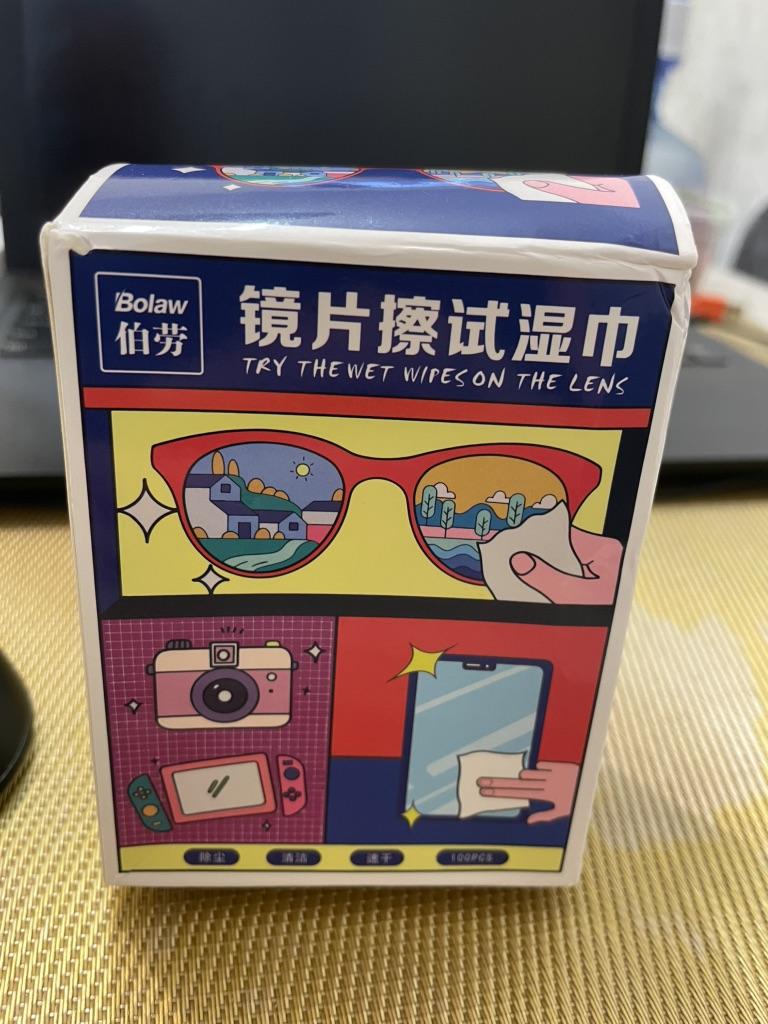 Bolaw
伯劳
镜片擦试湿巾
TRY THE WET WIPES ON THE LENS
除尘 清洁 速干 100PCS